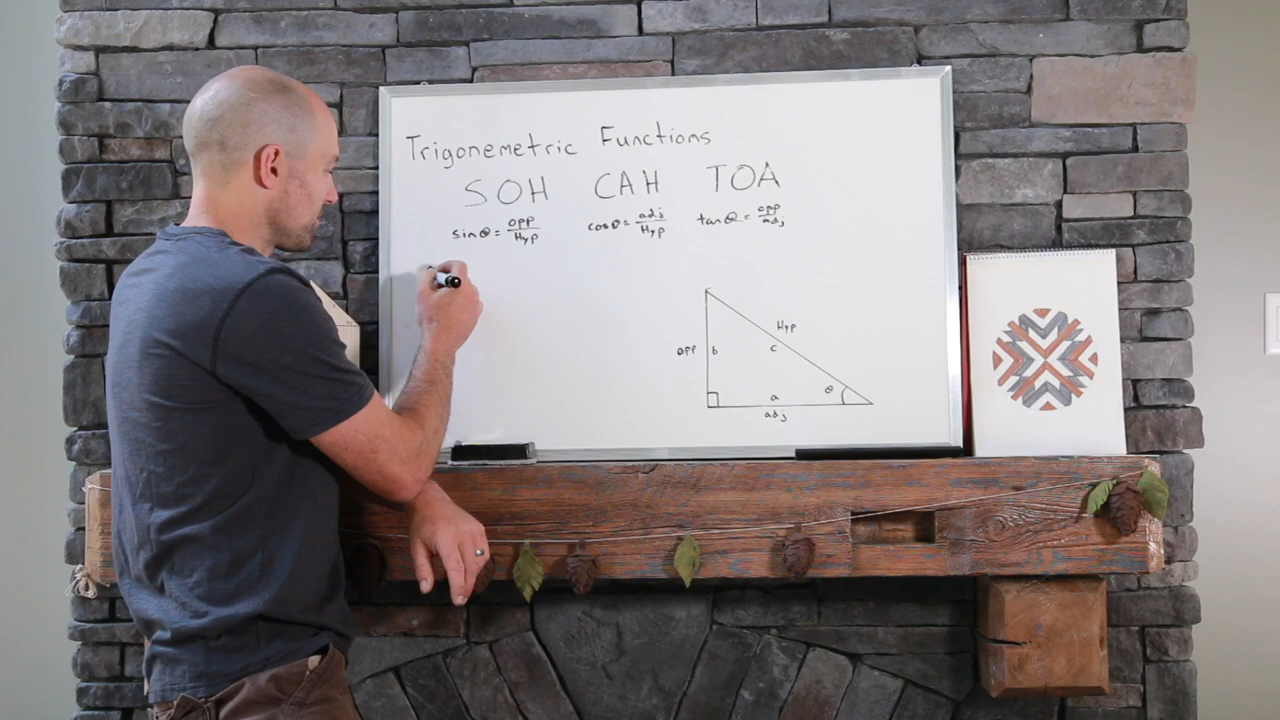 Trigonemetric Functions
SOH CAH TOA
sinθ = opp/Hyp cosθ = adj/Hyp tanθ = opp/adj
Hyp
opp b c
θ
a
adj